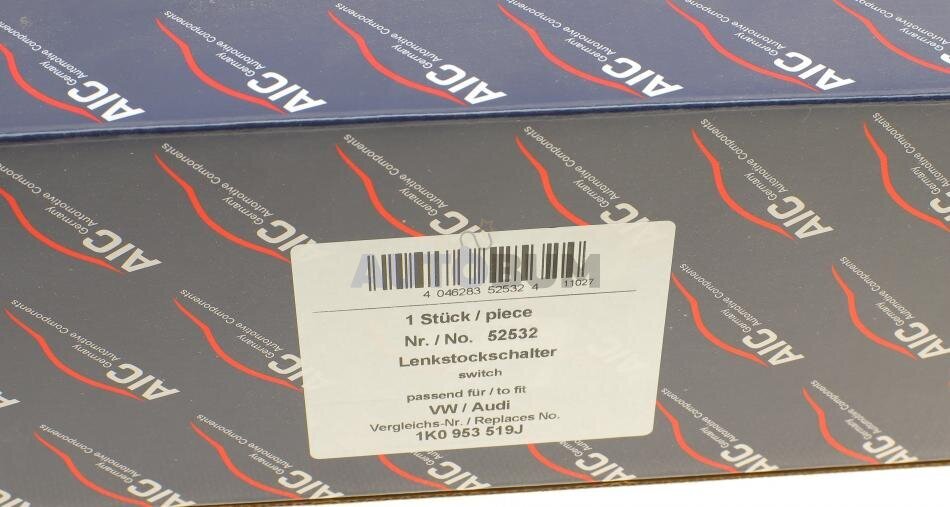 AIC
Germany
Automotive Components
AUTOBUM
4 046283 52532 4 11027
1 Stück / piece
Nr. / No. 52532
Lenkstockschalter
switch
passend für / to fit
VW / Audi
Vergleichs-Nr. / Replaces No.
1K0 953 519J